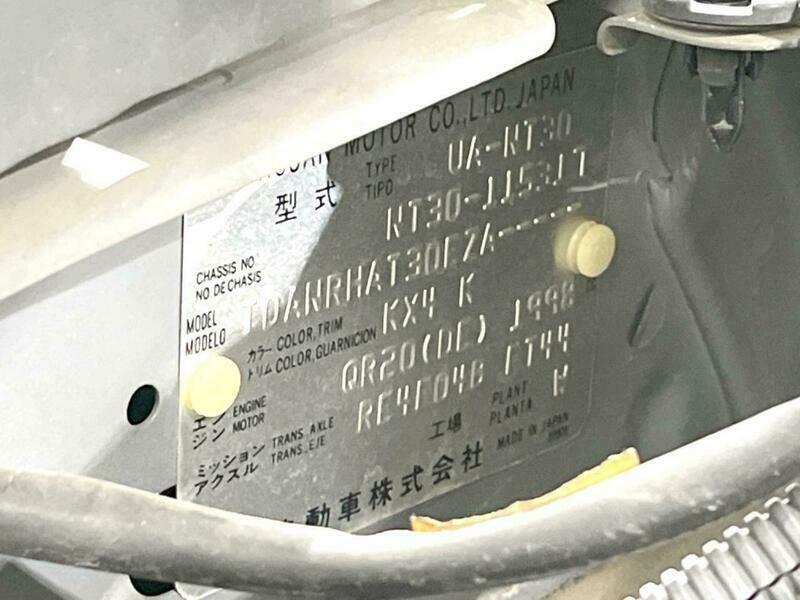 MOTOR CO.,LTD. JAPAN
型式 TYPE TIPO UA-NT30
CHASSIS NO
NO DE CHASIS NT30-115317
MODEL
MODELO TDANRHAT30EZA-----
カラー COLOR,TRIM
トリム COLOR,GUARNICION KX4 K
エン ENGINE
ジン MOTOR QR20(DE) 1998
ミッション TRANS.AXLE
アクスル TRANS.EJE RE4F04B FT44
工場 PLANT PLANTA W
動車株式会社 MADE IN JAPAN